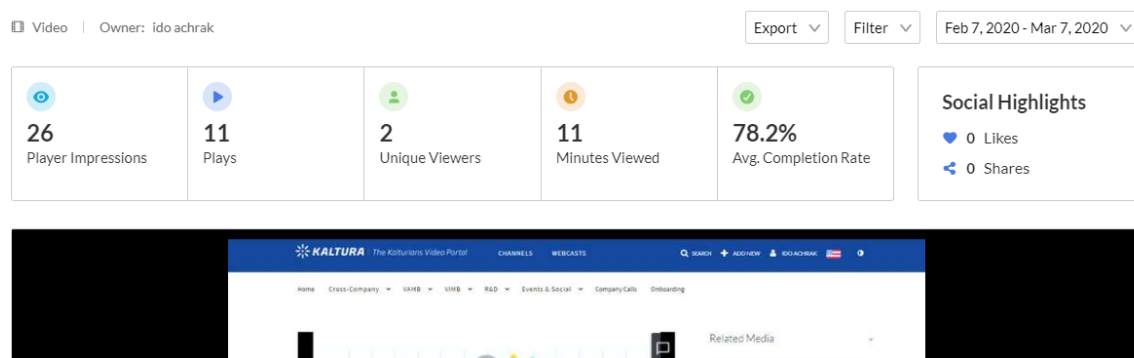 Video Owner: ido achrak
Export Filter Feb 7, 2020 - Mar 7, 2020
26
Player Impressions
11
Plays
2
Unique Viewers
11
Minutes Viewed
78.2%
Avg. Completion Rate
Social Highlights
0 Likes
0 Shares
KALTURA The Kalturians Video Portal CHANNELS WEBCASTS SEARCH ADD NEW IDO ACHRAK
Home Cross-Company VAMB VIMB R&D Events & Social Company Calls Onboarding
Related Media